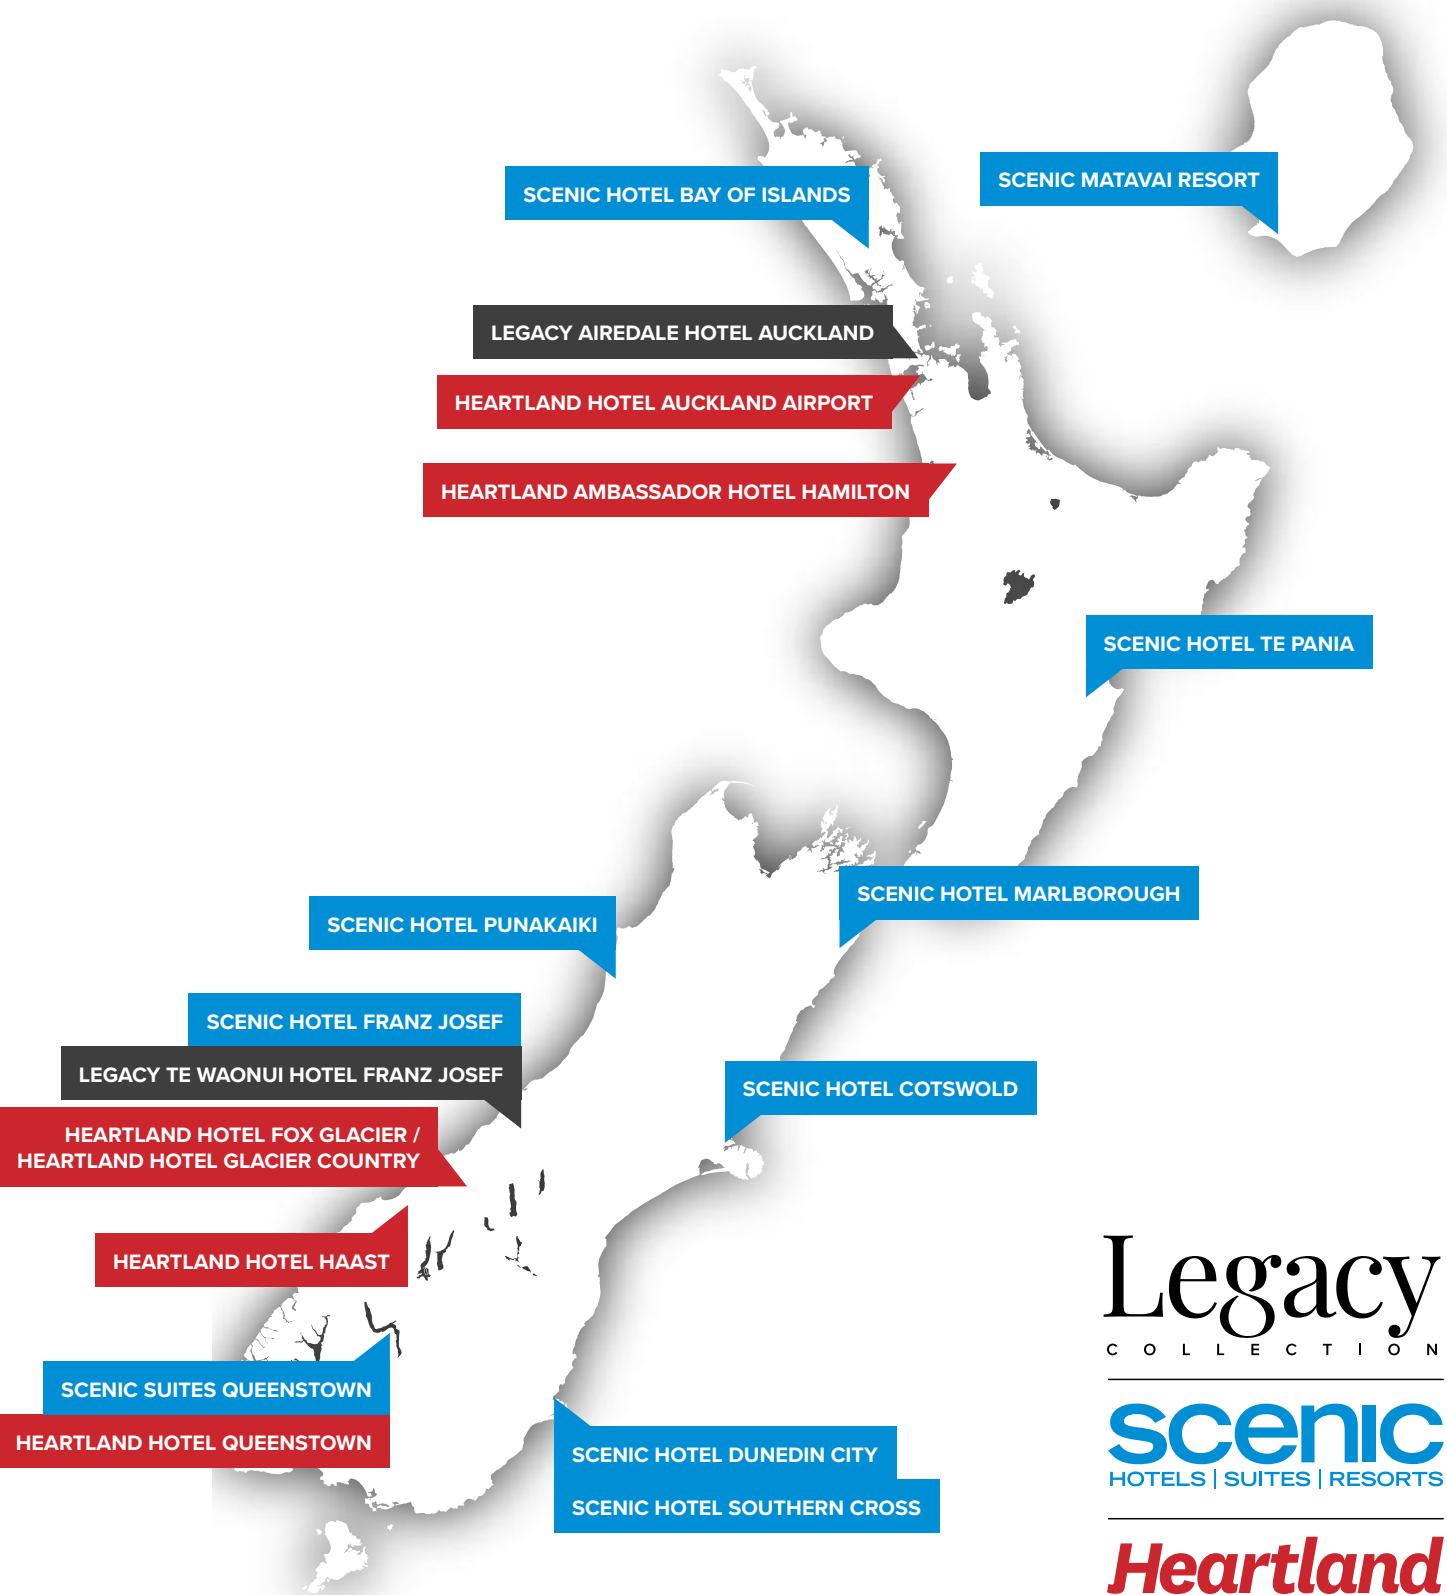 SCENIC HOTEL BAY OF ISLANDS
SCENIC MATAVAI RESORT
LEGACY AIREDALE HOTEL AUCKLAND
HEARTLAND HOTEL AUCKLAND AIRPORT
HEARTLAND AMBASSADOR HOTEL HAMILTON
SCENIC HOTEL TE PANIA
SCENIC HOTEL MARLBOROUGH
SCENIC HOTEL PUNAKAIKI
SCENIC HOTEL FRANZ JOSEF
LEGACY TE WAONUI HOTEL FRANZ JOSEF
SCENIC HOTEL COTSWOLD
HEARTLAND HOTEL FOX GLACIER /
HEARTLAND HOTEL GLACIER COUNTRY
HEARTLAND HOTEL HAAST
SCENIC SUITES QUEENSTOWN
HEARTLAND HOTEL QUEENSTOWN
SCENIC HOTEL DUNEDIN CITY
SCENIC HOTEL SOUTHERN CROSS
Legacy
COLLECTION
scenic
HOTELS | SUITES | RESORTS
Heartland